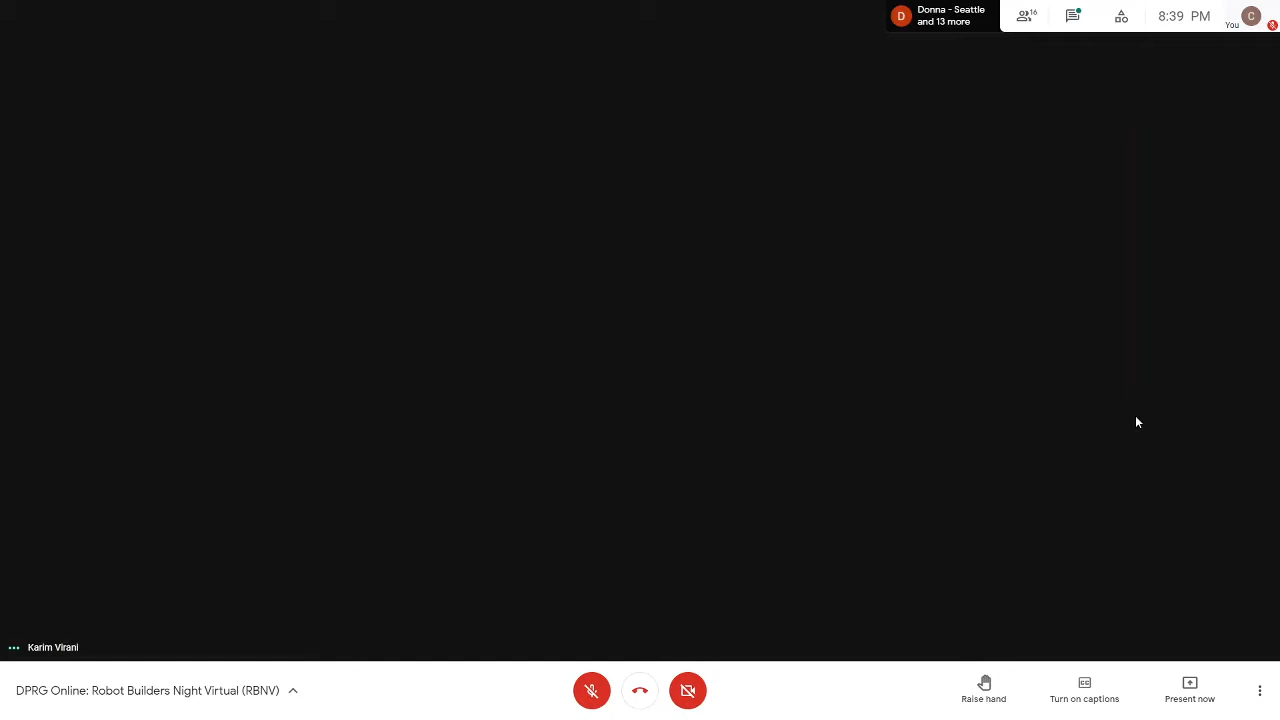 D
Donna - Seattle
and 13 more
16
8:39 PM
You
C
Karim Virani
DPRG Online: Robot Builders Night Virtual (RBNV)
CC
Raise hand
Turn on captions
Present now